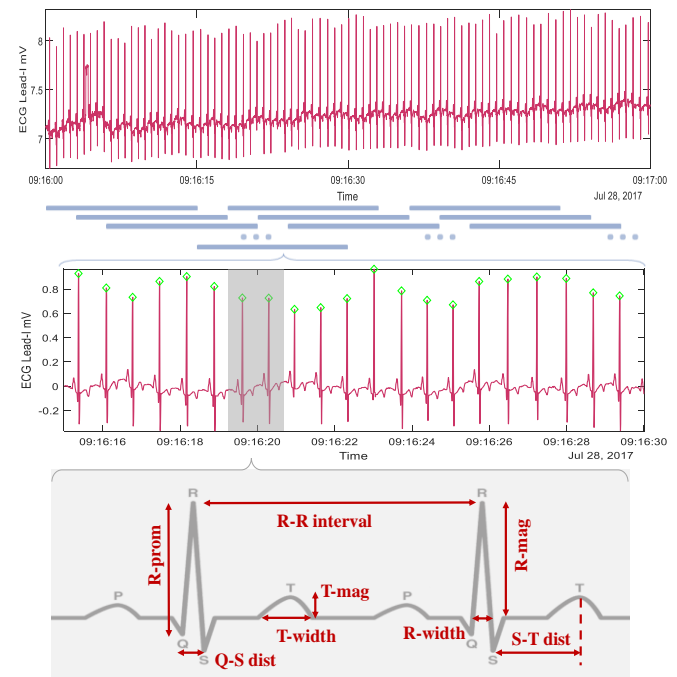 ECG Lead-I mV
8
7.5
7
09:16:00 09:16:15 09:16:30 09:16:45 09:17:00
Time
Jul 28, 2017
ECG Lead-I mV
0.8
0.6
0.4
0.2
0
-0.2
09:16:16 09:16:18 09:16:20 09:16:22 09:16:24 09:16:26 09:16:28 09:16:30
Time
Jul 28, 2017
R R
R-R interval
R-prom
R-mag
P T P T
T-mag
T-width
R-width
S-T dist
Q Q
Q-S dist
S S